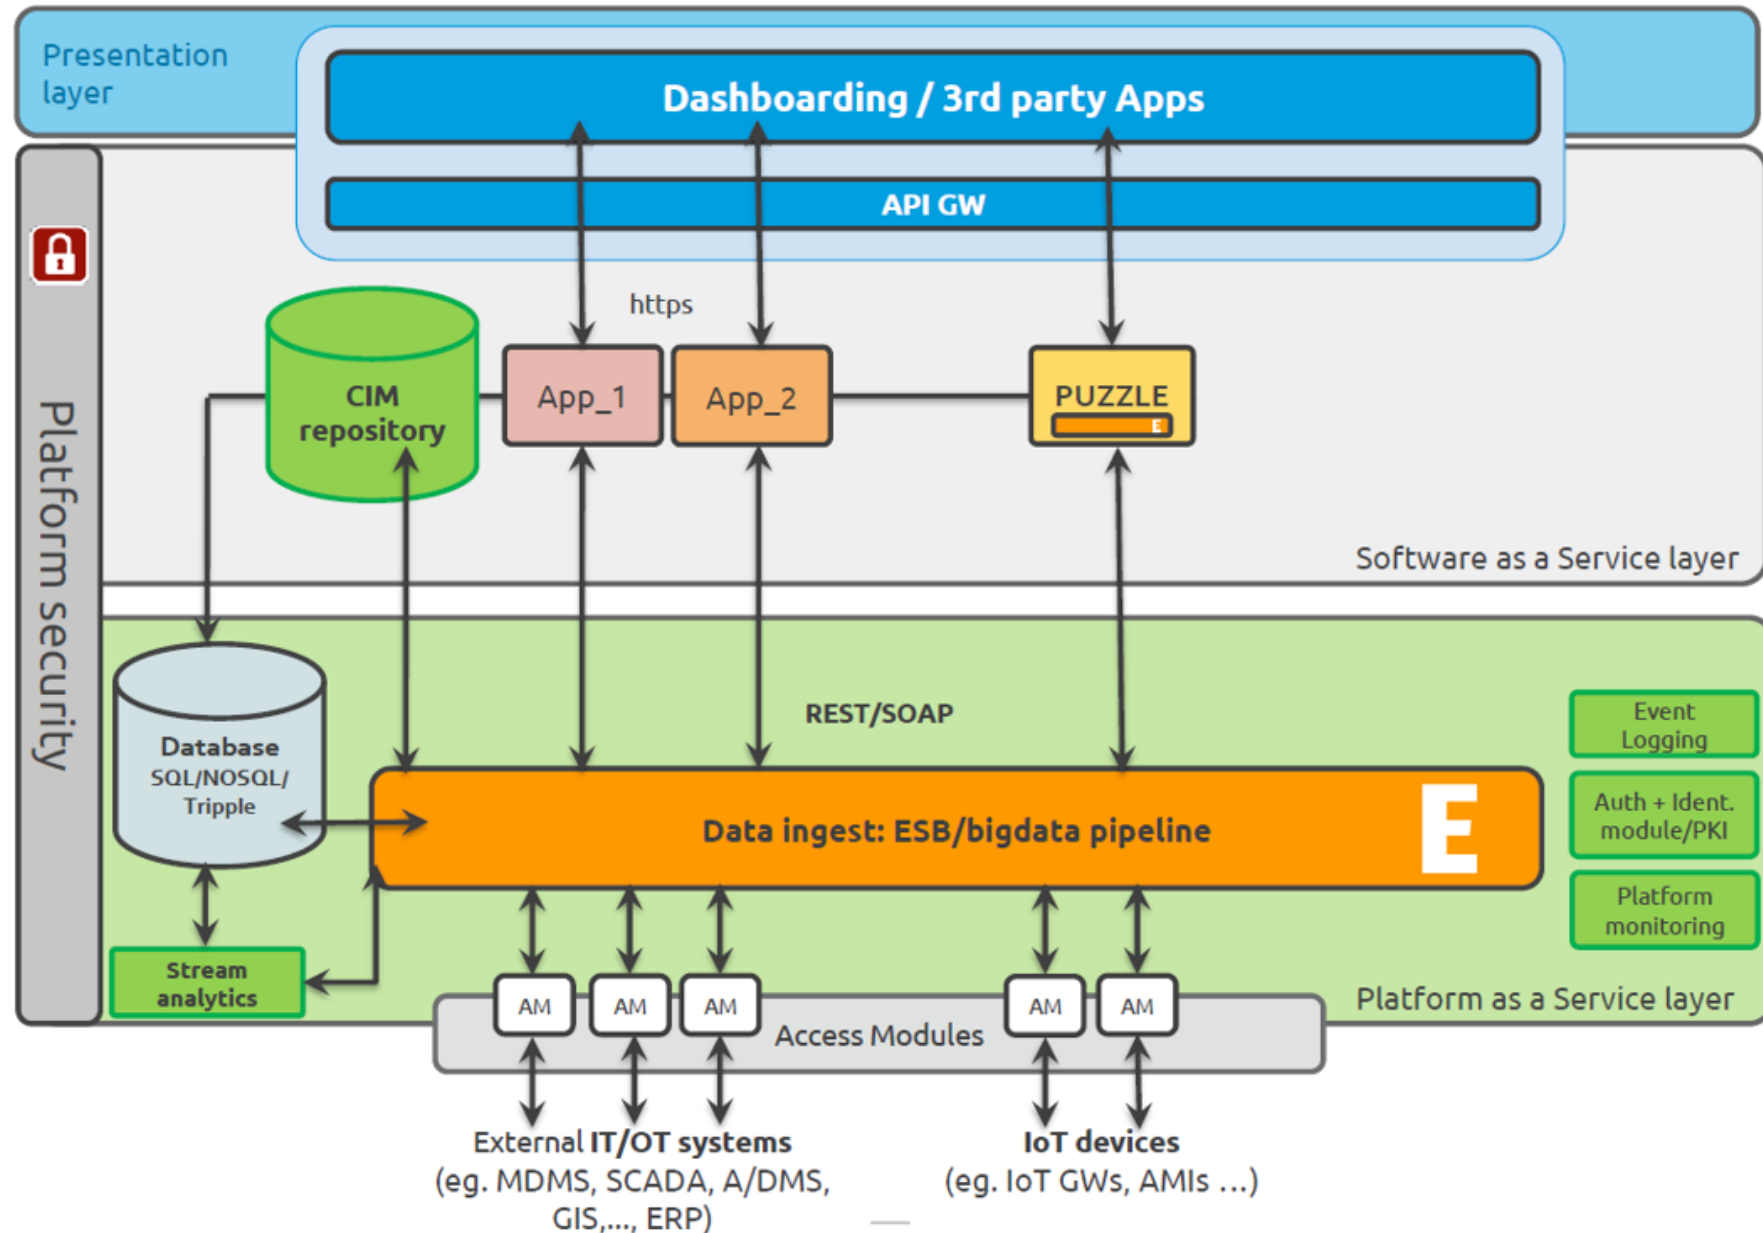 Presentation
layer
Dashboarding / 3rd party Apps
API GW
https
CIM
repository
App_1
App_2
PUZZLE
E
Platform security
Software as a Service layer
Database
SQL/NOSQL/
Tripple
REST/SOAP
Event
Logging
Auth + Ident.
module/PKI
Platform
monitoring
Data ingest: ESB/bigdata pipeline
E
Stream
analytics
AM
AM
AM
AM
AM
Access Modules
Platform as a Service layer
External IT/OT systems
(eg. MDMS, SCADA, A/DMS,
GIS,..., ERP)
IoT devices
(eg. IoT GWs, AMIs ...)